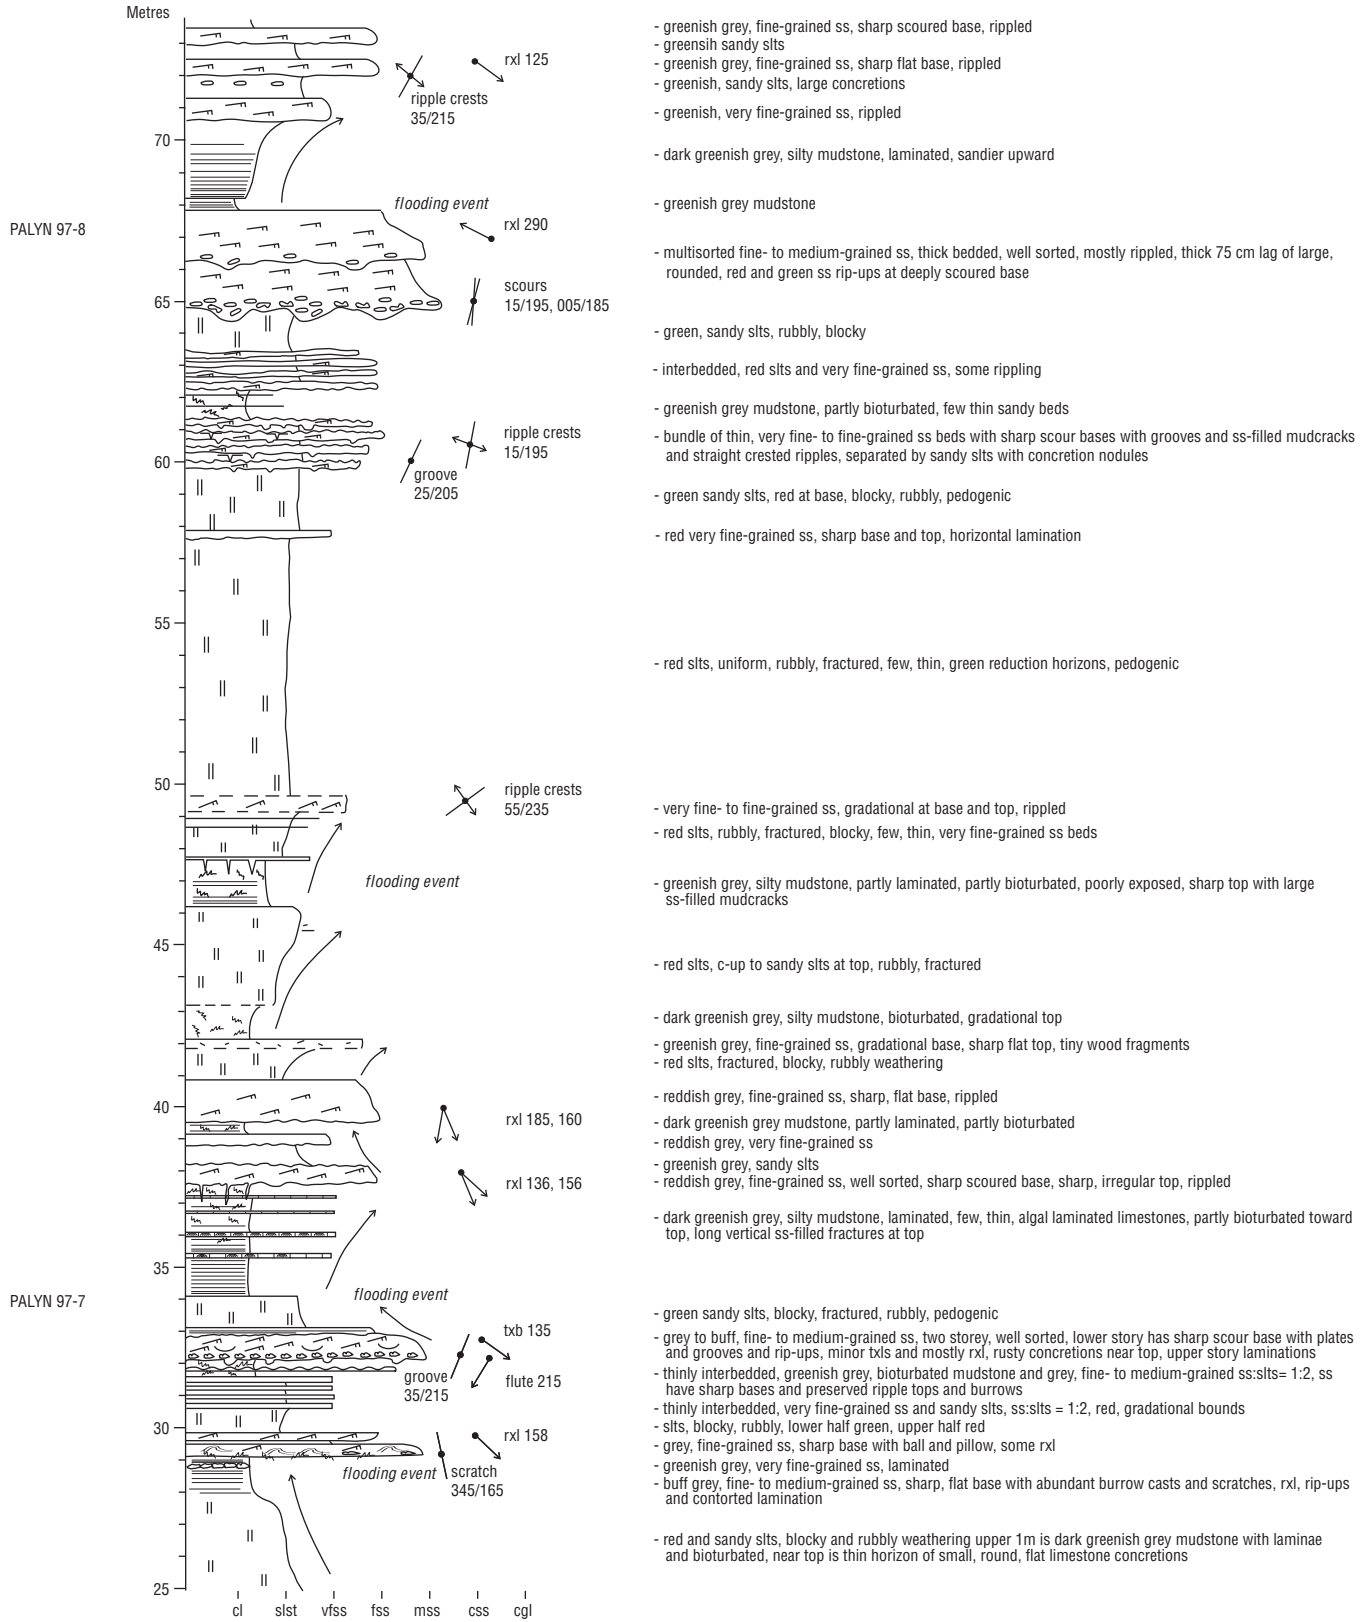 Metres
- greenish grey, fine-grained ss, sharp scoured base, rippled
- greensih sandy slts
rxl 125
- greenish grey, fine-grained ss, sharp flat base, rippled
- greenish, sandy slts, large concretions
ripple crests
35/215
- greenish, very fine-grained ss, rippled
70
- dark greenish grey, silty mudstone, laminated, sandier upward
flooding event
- greenish grey mudstone
PALYN 97-8
rxl 290
- multisorted fine- to medium-grained ss, thick bedded, well sorted, mostly rippled, thick 75 cm lag of large,
rounded, red and green ss rip-ups at deeply scoured base
scours
15/195, 005/185
65
- green, sandy slts, rubbly, blocky
- interbedded, red slts and very fine-grained ss, some rippling
- greenish grey mudstone, partly bioturbated, few thin sandy beds
ripple crests
15/195
- bundle of thin, very fine- to fine-grained ss beds with sharp scour bases with grooves and ss-filled mudcracks
and straight crested ripples, separated by sandy slts with concretion nodules
60
groove
25/205
- green sandy slts, red at base, blocky, rubbly, pedogenic
- red very fine-grained ss, sharp base and top, horizontal lamination
55
- red slts, uniform, rubbly, fractured, few, thin, green reduction horizons, pedogenic
50
ripple crests
55/235
- very fine- to fine-grained ss, gradational at base and top, rippled
- red slts, rubbly, fractured, blocky, few, thin, very fine-grained ss beds
flooding event
- greenish grey, silty mudstone, partly laminated, partly bioturbated, poorly exposed, sharp top with large
ss-filled mudcracks
45
- red slts, c-up to sandy slts at top, rubbly, fractured
- dark greenish grey, silty mudstone, bioturbated, gradational top
- greenish grey, fine-grained ss, gradational base, sharp flat top, tiny wood fragments
- red slts, fractured, blocky, rubbly weathering
- reddish grey, fine-grained ss, sharp, flat base, rippled
40
rxl 185, 160
- dark greenish grey mudstone, partly laminated, partly bioturbated
- reddish grey, very fine-grained ss
- greenish grey, sandy slts
rxl 136, 156
- reddish grey, fine-grained ss, well sorted, sharp scoured base, sharp, irregular top, rippled
- dark greenish grey, silty mudstone, laminated, few, thin, algal laminated limestones, partly bioturbated toward
top, long vertical ss-filled fractures at top
35
PALYN 97-7
flooding event
- green sandy slts, blocky, fractured, rubbly, pedogenic
txb 135
- grey to buff, fine- to medium-grained ss, two storey, well sorted, lower story has sharp scour base with plates
and grooves and rip-ups, minor txls and mostly rxl, rusty concretions near top, upper story laminations
groove
35/215
flute 215
- thinly interbedded, greenish grey, bioturbated mudstone and grey, fine- to medium-grained ss:slts= 1:2, ss
have sharp bases and preserved ripple tops and burrows
- thinly interbedded, very fine-grained ss and sandy slts, ss:slts = 1:2, red, gradational bounds
30
- slts, blocky, rubbly, lower half green, upper half red
rxl 158
- grey, fine-grained ss, sharp base with ball and pillow, some rxl
- greenish grey, very fine-grained ss, laminated
flooding event
scratch
345/165
- buff grey, fine- to medium-grained ss, sharp, flat base with abundant burrow casts and scratches, rxl, rip-ups
and contorted lamination
- red and sandy slts, blocky and rubbly weathering upper 1m is dark greenish grey mudstone with laminae
and bioturbated, near top is thin horizon of small, round, flat limestone concretions
25
cl slst vfss fss mss css cgl